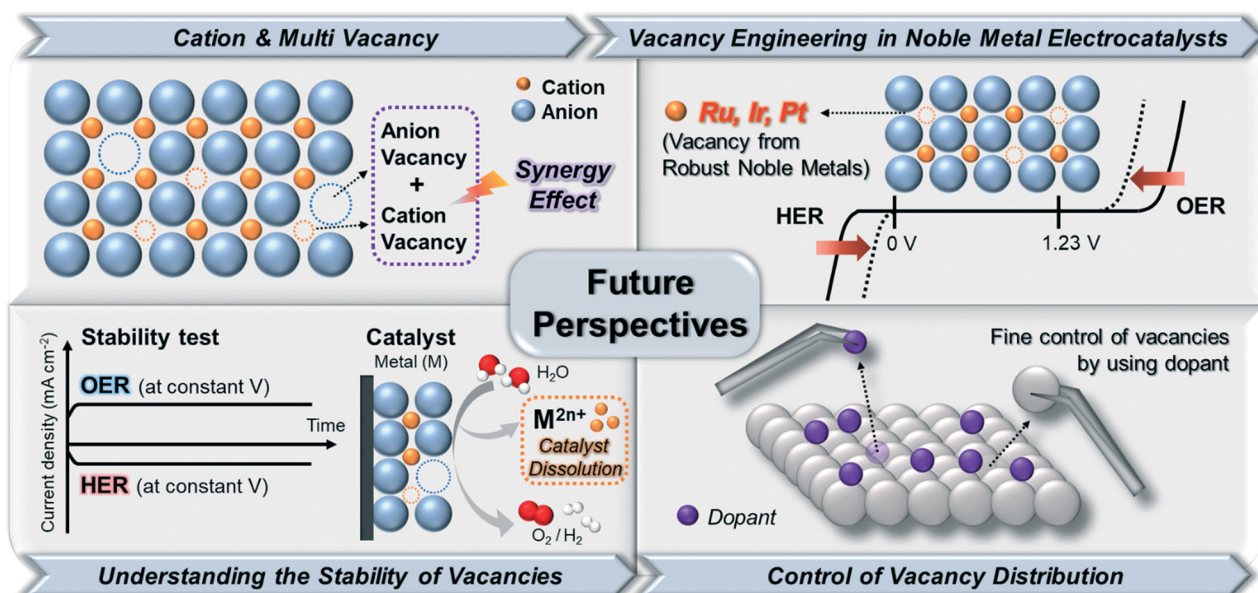 Cation & Multi Vacancy
Vacancy Engineering in Noble Metal Electrocatalysts
Cation
Anion
Anion
Vacancy
+
Cation
Vacancy
Synergy
Effect
Ru, Ir, Pt
(Vacancy from
Robust Noble Metals)
HER
OER
0 V
1.23 V
Future
Perspectives
Stability test
Current density (mA cm⁻²)
OER (at constant V)
Time
HER (at constant V)
Catalyst
Metal (M)
H₂O
M²ⁿ⁺
Catalyst
Dissolution
O₂ / H₂
Fine control of vacancies
by using dopant
Dopant
Understanding the Stability of Vacancies
Control of Vacancy Distribution